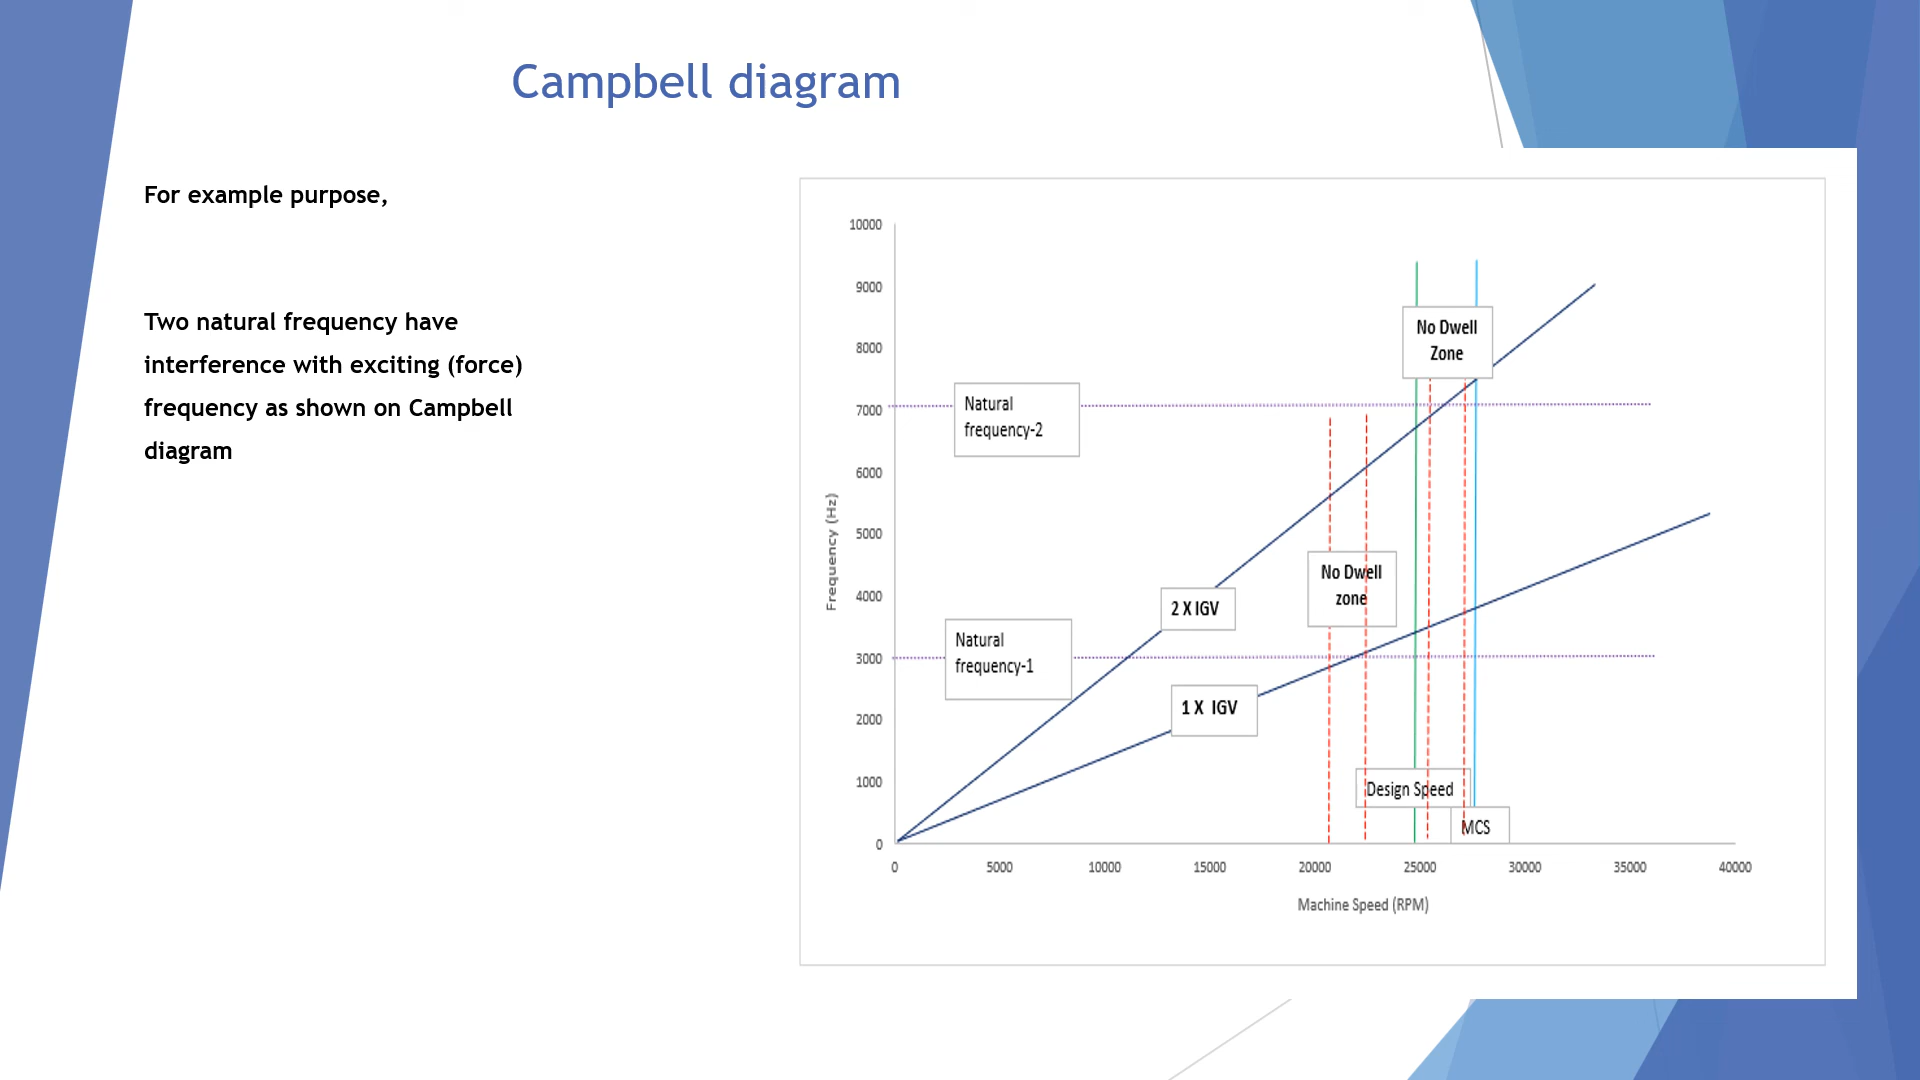 Campbell diagram
For example purpose,
Two natural frequency have
interference with exciting (force)
frequency as shown on Campbell
diagram
10000
9000
8000
7000
6000
5000
4000
3000
2000
1000
0
Frequency (Hz)
No Dwell
Zone
Natural
frequency-2
No Dwell
zone
2 X IGV
Natural
frequency-1
1 X IGV
Design Speed
MCS
0 5000 10000 15000 20000 25000 30000 35000 40000
Machine Speed (RPM)